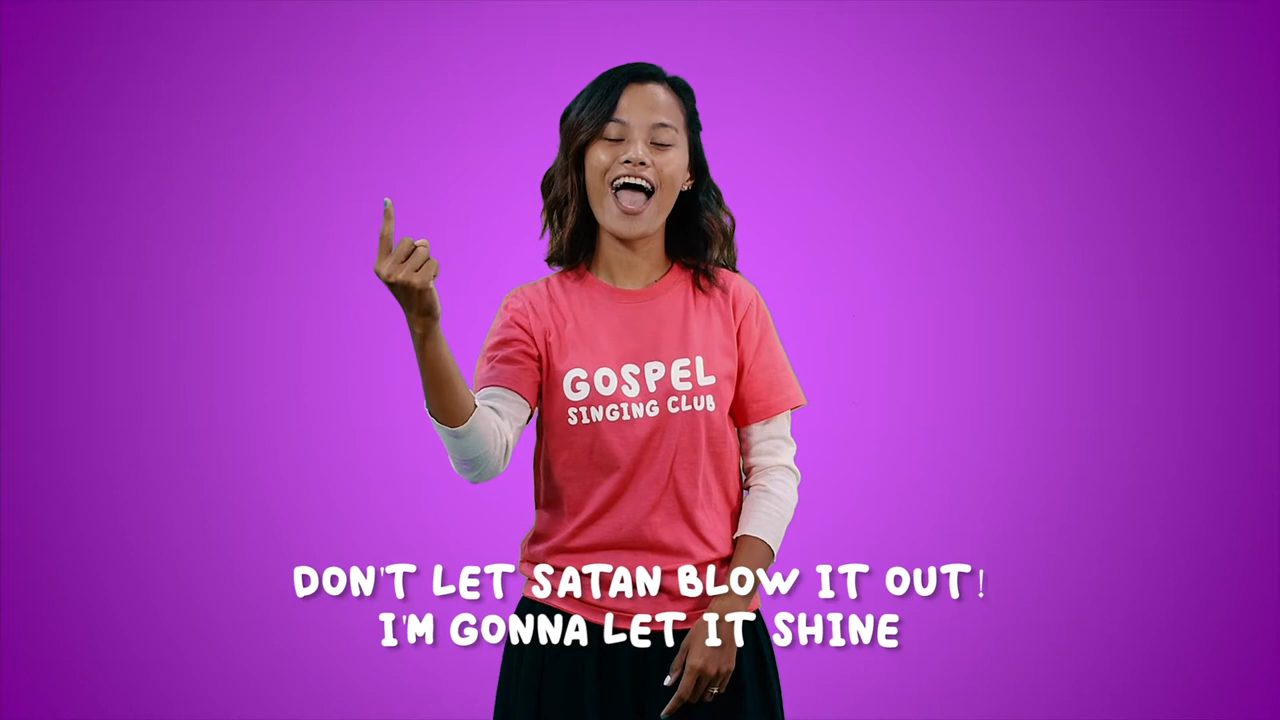 GOSPEL
SINGING CLUB
DON'T LET SATAN BLOW IT OUT!
I'M GONNA LET IT SHINE